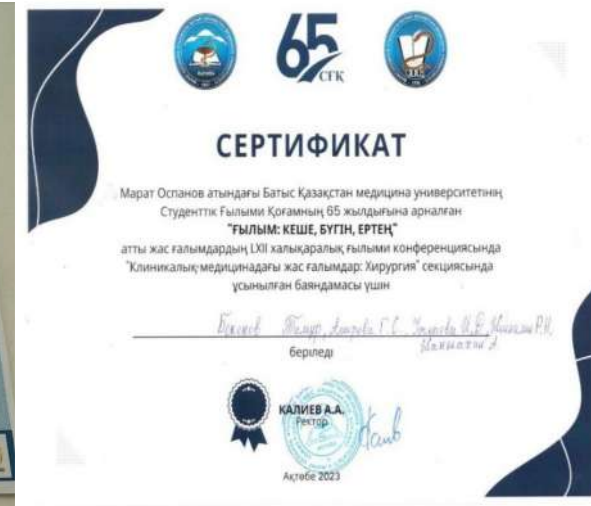 65
СҒҚ
СЕРТИФИКАТ
Марат Оспанов атындағы Батыс Қазақстан медицина университетінің
Студенттік Ғылыми Қоғамның 65 жылдығына арналған
"ҒЫЛЫМ: КЕШЕ, БҮГІН, ЕРТЕҢ"
атты жас ғалымдардың LXII халықаралық ғылыми конференциясында
"Клиникалық медицинадағы жас ғалымдар: Хирургия" секциясында
ұсынылған баяндамасы үшін
Темур, Г.С.
беріледі
КАЛИЕВ А.А.
Ректор
Ақтөбе 2023